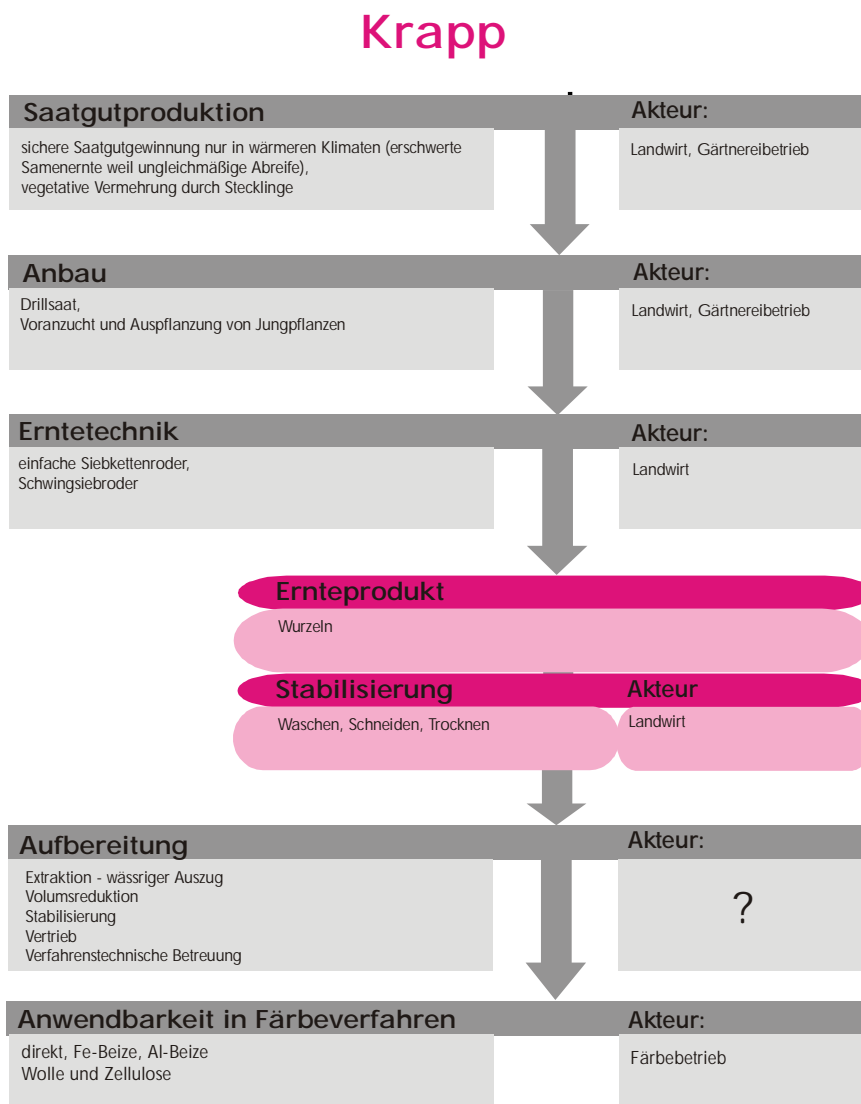 Krapp
Saatgutproduktion
Akteur:
sichere Saatgutgewinnung nur in wärmeren Klimaten (erschwerte
Samenernte weil ungleichmäßige Abreife),
vegetative Vermehrung durch Stecklinge
Landwirt, Gärtnereibetrieb
Anbau
Akteur:
Drillsaat,
Voranzucht und Auspflanzung von Jungpflanzen
Landwirt, Gärtnereibetrieb
Erntetechnik
Akteur:
einfache Siebkettenroder,
Schwingsiebroder
Landwirt
Ernteprodukt
Wurzeln
Stabilisierung
Akteur
Waschen, Schneiden, Trocknen
Landwirt
Aufbereitung
Akteur:
Extraktion - wässriger Auszug
Volumsreduktion
Stabilisierung
Vertrieb
Verfahrenstechnische Betreuung
?
Anwendbarkeit in Färbeverfahren
Akteur:
direkt, Fe-Beize, Al-Beize
Wolle und Zellulose
Färbebetrieb